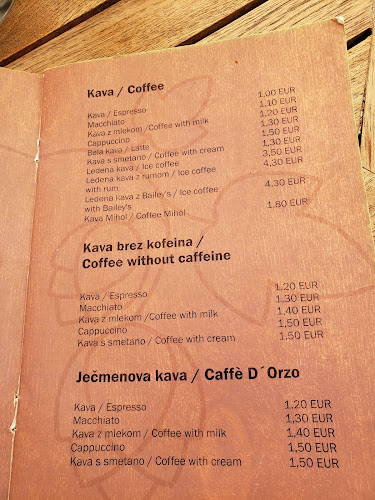 Kava / Coffee
Kava / Espresso 1,00 EUR
Macchiato 1,10 EUR
Kava z mlekom / Coffee with milk 1,20 EUR
Cappuccino 1,30 EUR
Bela kava / Latte 1,50 EUR
Kava s smetano / Coffee with cream 1,30 EUR
Ledena kava / Ice coffee 3,50 EUR
Ledena kava z rumom / Ice coffee 4,30 EUR
with rum
Ledena kava z Bailey's / Ice coffee 4,30 EUR
with Bailey's
Kava Mihol / Coffee Mihol 1,80 EUR
Kava brez kofeina /
Coffee without caffeine
Kava / Espresso 1,20 EUR
Macchiato 1,30 EUR
Kava z mlekom / Coffee with milk 1,40 EUR
Cappuccino 1,50 EUR
Kava s smetano / Coffee with cream 1,50 EUR
Ječmenova kava / Caffè D´Orzo
Kava / Espresso 1,20 EUR
Macchiato 1,30 EUR
Kava z mlekom / Coffee with milk 1,40 EUR
Cappuccino 1,50 EUR
Kava s smetano / Coffee with cream 1,50 EUR